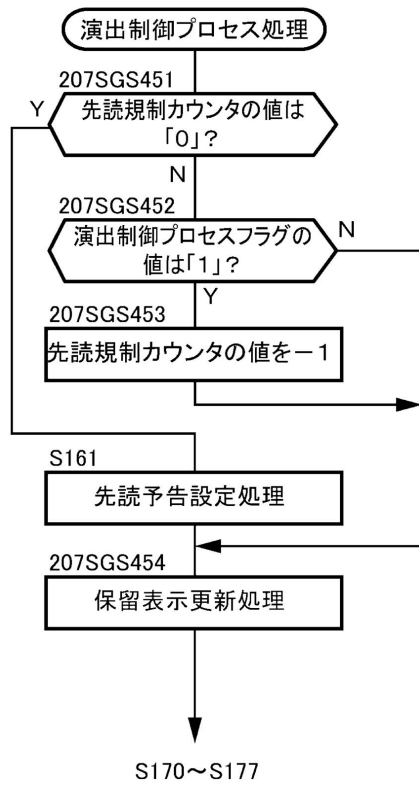 演出制御プロセス処理
207SGS451
Y
先読規制カウンタの値は
「0」?
N
207SGS452
演出制御プロセスフラグの
値は「1」?
N
Y
207SGS453
先読規制カウンタの値を－1
S161
先読予告設定処理
207SGS454
保留表示更新処理
S170～S177